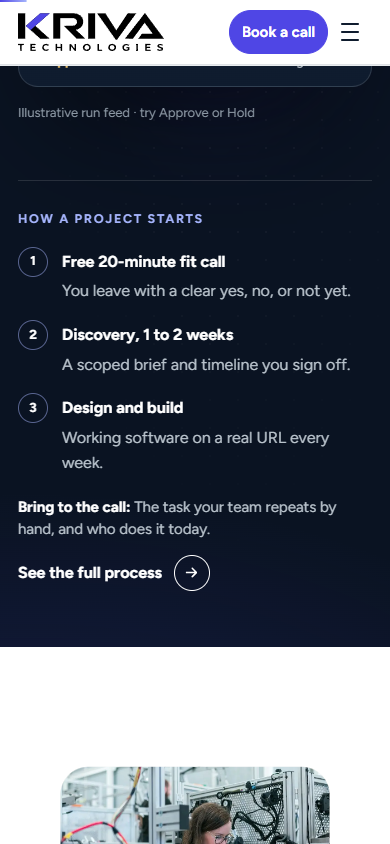 KRIVA
TECHNOLOGIES
Book a call
Illustrative run feed · try Approve or Hold
HOW A PROJECT STARTS
1
Free 20-minute fit call
You leave with a clear yes, no, or not yet.
2
Discovery, 1 to 2 weeks
A scoped brief and timeline you sign off.
3
Design and build
Working software on a real URL every
week.
Bring to the call: The task your team repeats by
hand, and who does it today.
See the full process